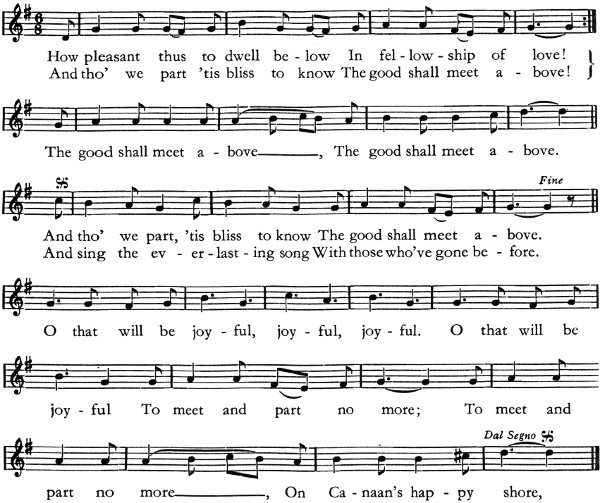 6
8
How pleasant thus to dwell be - low In fel - low - ship of love!
And tho' we part 'tis bliss to know The good shall meet a - bove!
The good shall meet a - bove, The good shall meet a - bove.
Fine
And tho' we part, 'tis bliss to know The good shall meet a - bove.
And sing the ev - er - last - ing song With those who've gone be - fore.
O that will be joy - ful, joy - ful, joy - ful. O that will be
joy - ful To meet and part no more; To meet and
Dal Segno
part no more, On Ca - naan's hap - py shore,